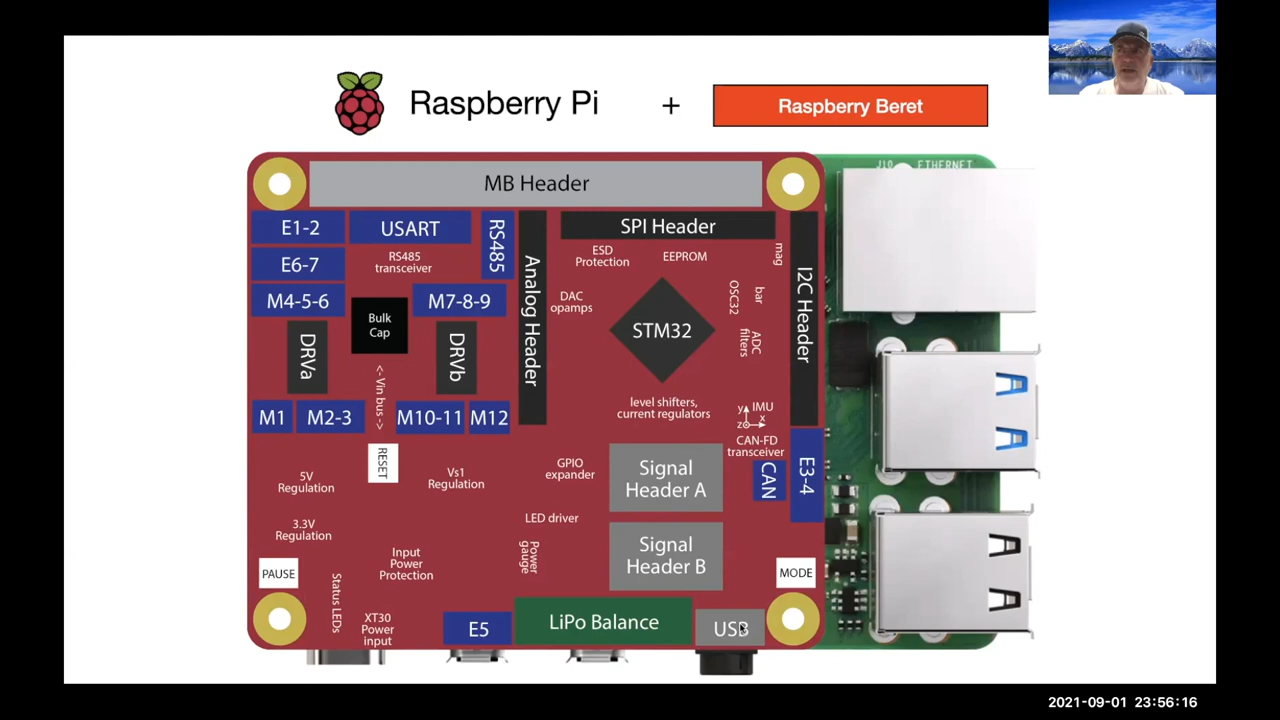 Raspberry Pi + Raspberry Beret
J10 ETHERNET
MB Header
E1-2
USART
RS485
SPI Header
E6-7
RS485
transceiver
ESD
Protection
EEPROM
mag
M4-5-6
Bulk
Cap
M7-8-9
Analog Header
DAC
opamps
STM32
OSC32
bar
I2C Header
DRVa
DRVb
ADC
filters
<- Vin bus ->
level shifters,
current regulators
M1
M2-3
M10-11
M12
y
IMU
z
x
CAN-FD
transceiver
RESET
5V
Regulation
Vs1
Regulation
GPIO
expander
Signal
Header A
CAN
E3-4
3.3V
Regulation
LED driver
Input
Power
Protection
Power
gauge
Signal
Header B
PAUSE
MODE
Status LEDs
XT30
Power
input
E5
LiPo Balance
USB
2021-09-01 23:56:16